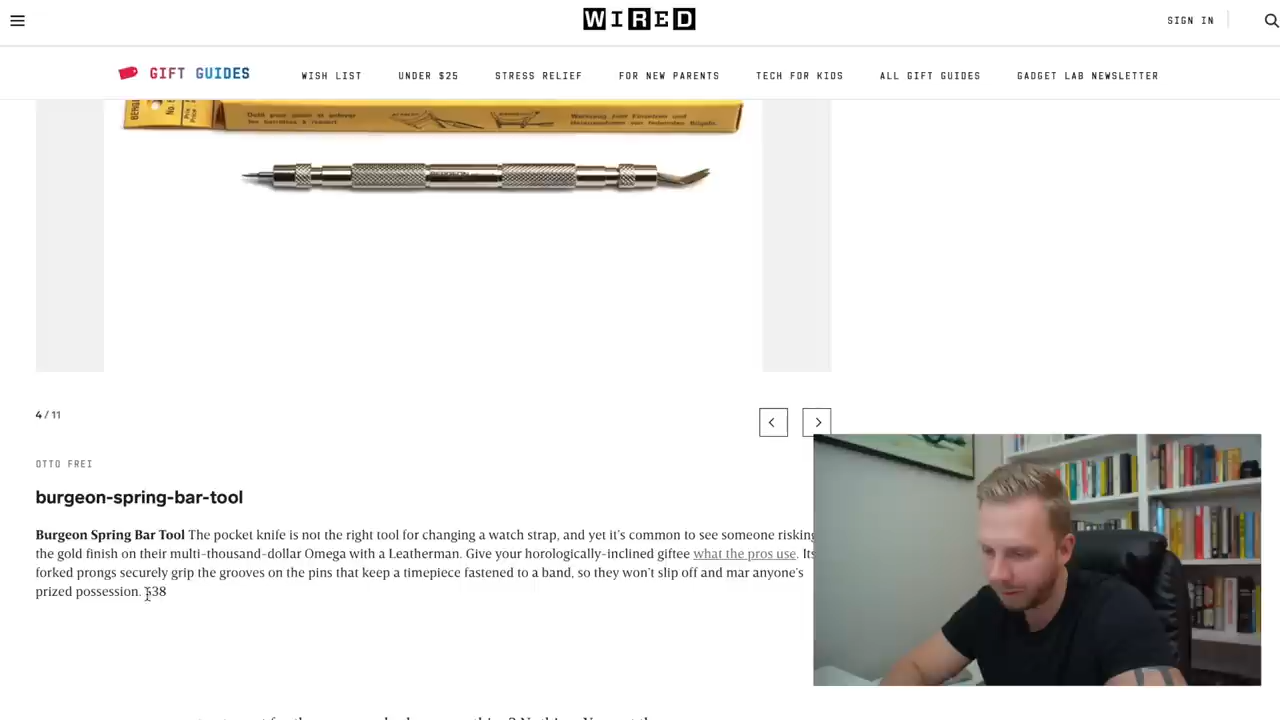 WIRED
SIGN IN
GIFT GUIDES
WISH LIST
UNDER $25
STRESS RELIEF
FOR NEW PARENTS
TECH FOR KIDS
ALL GIFT GUIDES
GADGET LAB NEWSLETTER
4 / 11
OTTO FREI
burgeon-spring-bar-tool
Burgeon Spring Bar Tool The pocket knife is not the right tool for changing a watch strap, and yet it's common to see someone risking
the gold finish on their multi-thousand-dollar Omega with a Leatherman. Give your horologically-inclined giftee what the pros use. Its
forked prongs securely grip the grooves on the pins that keep a timepiece fastened to a band, so they won't slip off and mar anyone's
prized possession. $38